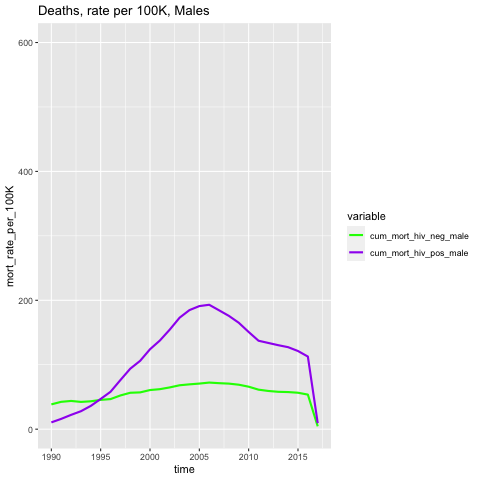 Deaths, rate per 100K, Males
600
400
200
0
mort_rate_per_100K
1990
1995
2000
2005
2010
2015
time
variable
cum_mort_hiv_neg_male
cum_mort_hiv_pos_male